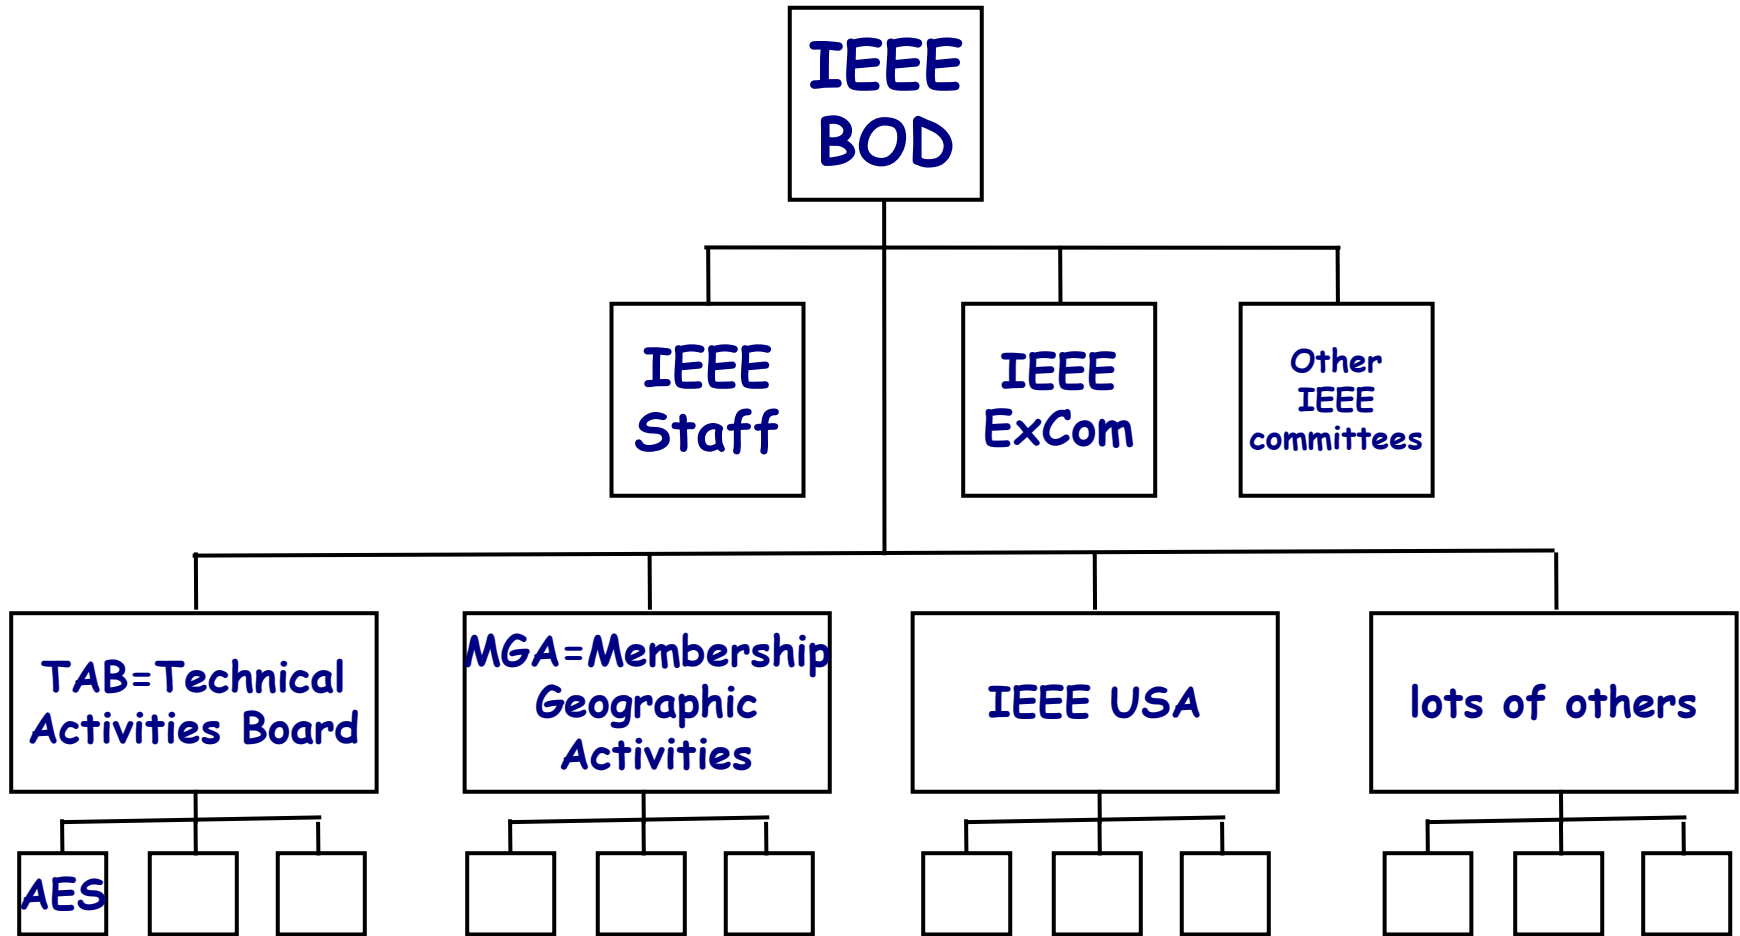 IEEE
BOD
IEEE
Staff
IEEE
ExCom
Other
IEEE
committees
TAB=Technical
Activities Board
MGA=Membership
Geographic
Activities
IEEE USA
lots of others
AES